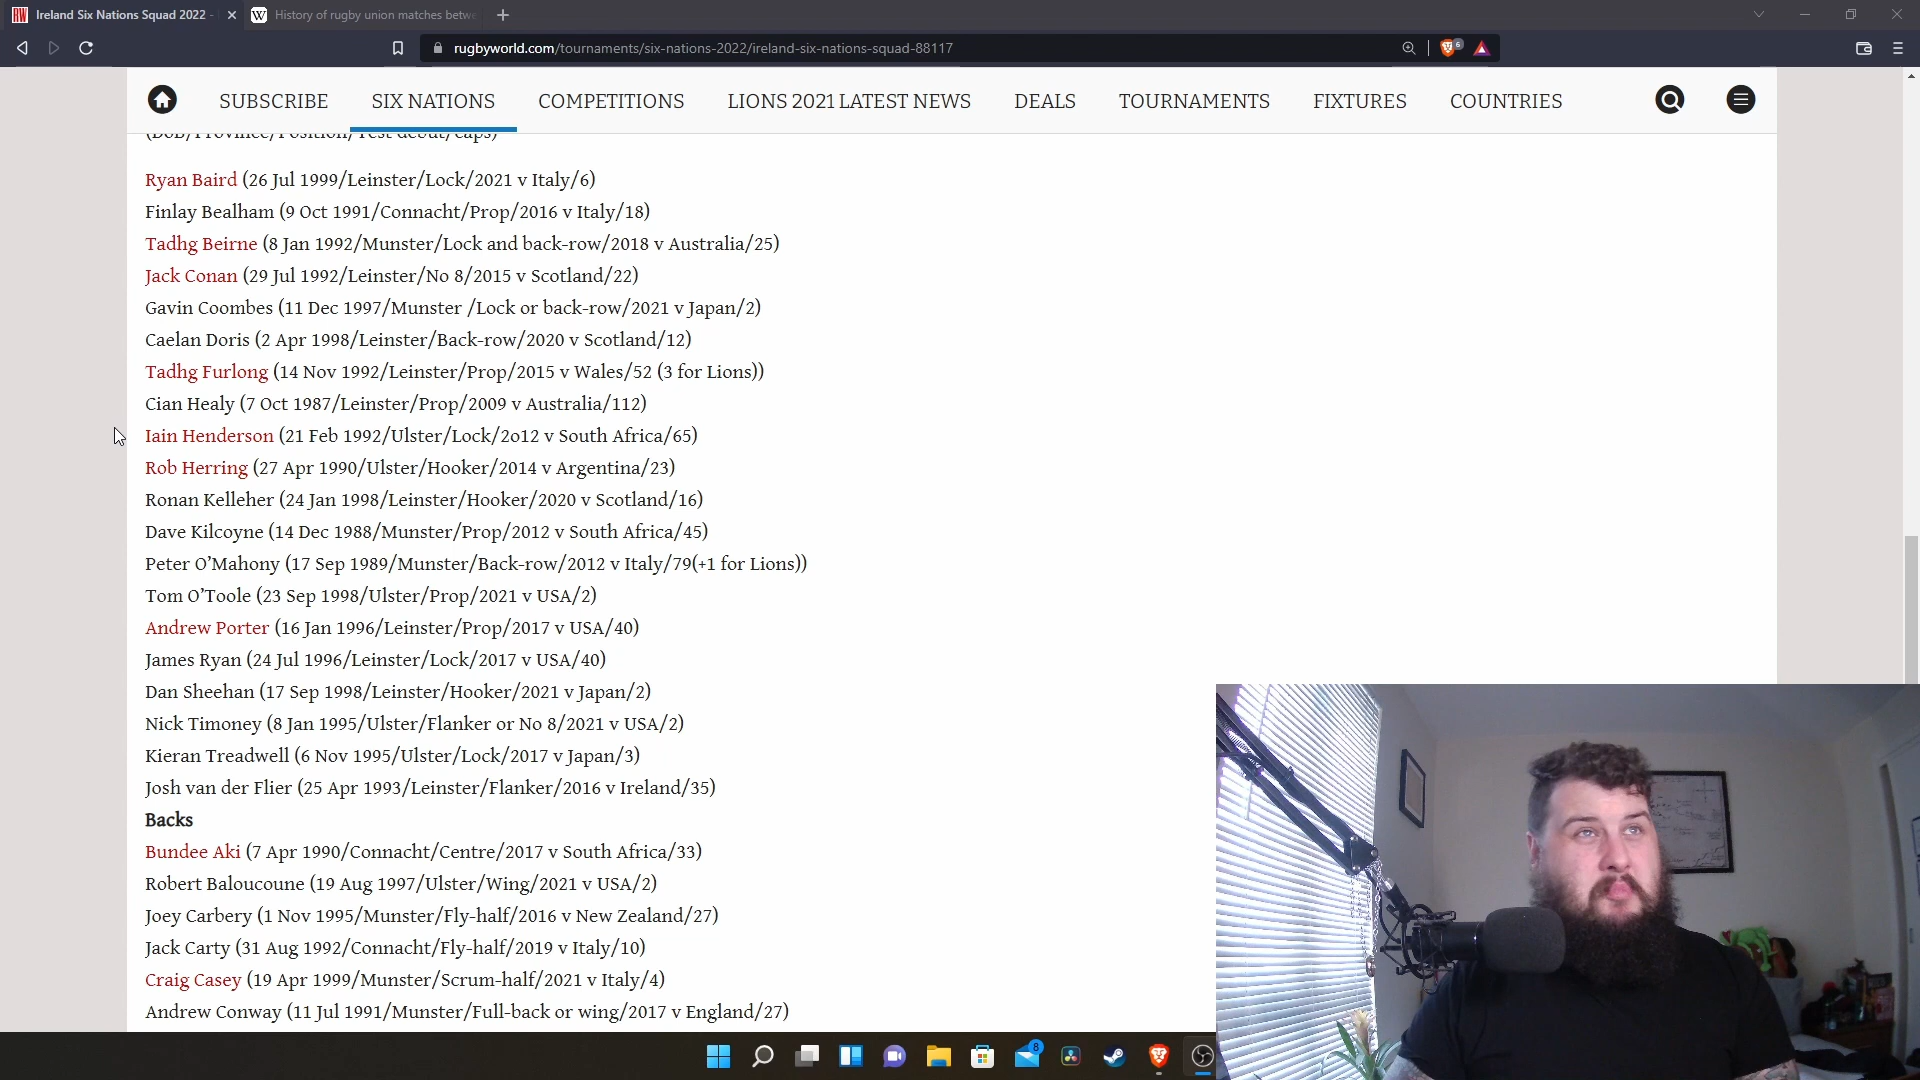 Ireland Six Nations Squad 2022 -
History of rugby union matches betwe
rugbyworld.com/tournaments/six-nations-2022/ireland-six-nations-squad-88117
6
SUBSCRIBE SIX NATIONS COMPETITIONS LIONS 2021 LATEST NEWS DEALS TOURNAMENTS FIXTURES COUNTRIES
(DoB/Province/Position/Test debut/caps)
Ryan Baird (26 Jul 1999/Leinster/Lock/2021 v Italy/6)
Finlay Bealham (9 Oct 1991/Connacht/Prop/2016 v Italy/18)
Tadhg Beirne (8 Jan 1992/Munster/Lock and back-row/2018 v Australia/25)
Jack Conan (29 Jul 1992/Leinster/No 8/2015 v Scotland/22)
Gavin Coombes (11 Dec 1997/Munster /Lock or back-row/2021 v Japan/2)
Caelan Doris (2 Apr 1998/Leinster/Back-row/2020 v Scotland/12)
Tadhg Furlong (14 Nov 1992/Leinster/Prop/2015 v Wales/52 (3 for Lions))
Cian Healy (7 Oct 1987/Leinster/Prop/2009 v Australia/112)
Iain Henderson (21 Feb 1992/Ulster/Lock/2o12 v South Africa/65)
Rob Herring (27 Apr 1990/Ulster/Hooker/2014 v Argentina/23)
Ronan Kelleher (24 Jan 1998/Leinster/Hooker/2020 v Scotland/16)
Dave Kilcoyne (14 Dec 1988/Munster/Prop/2012 v South Africa/45)
Peter O’Mahony (17 Sep 1989/Munster/Back-row/2012 v Italy/79(+1 for Lions))
Tom O’Toole (23 Sep 1998/Ulster/Prop/2021 v USA/2)
Andrew Porter (16 Jan 1996/Leinster/Prop/2017 v USA/40)
James Ryan (24 Jul 1996/Leinster/Lock/2017 v USA/40)
Dan Sheehan (17 Sep 1998/Leinster/Hooker/2021 v Japan/2)
Nick Timoney (8 Jan 1995/Ulster/Flanker or No 8/2021 v USA/2)
Kieran Treadwell (6 Nov 1995/Ulster/Lock/2017 v Japan/3)
Josh van der Flier (25 Apr 1993/Leinster/Flanker/2016 v Ireland/35)
Backs
Bundee Aki (7 Apr 1990/Connacht/Centre/2017 v South Africa/33)
Robert Baloucoune (19 Aug 1997/Ulster/Wing/2021 v USA/2)
Joey Carbery (1 Nov 1995/Munster/Fly-half/2016 v New Zealand/27)
Jack Carty (31 Aug 1992/Connacht/Fly-half/2019 v Italy/10)
Craig Casey (19 Apr 1999/Munster/Scrum-half/2021 v Italy/4)
Andrew Conway (11 Jul 1991/Munster/Full-back or wing/2017 v England/27)
8